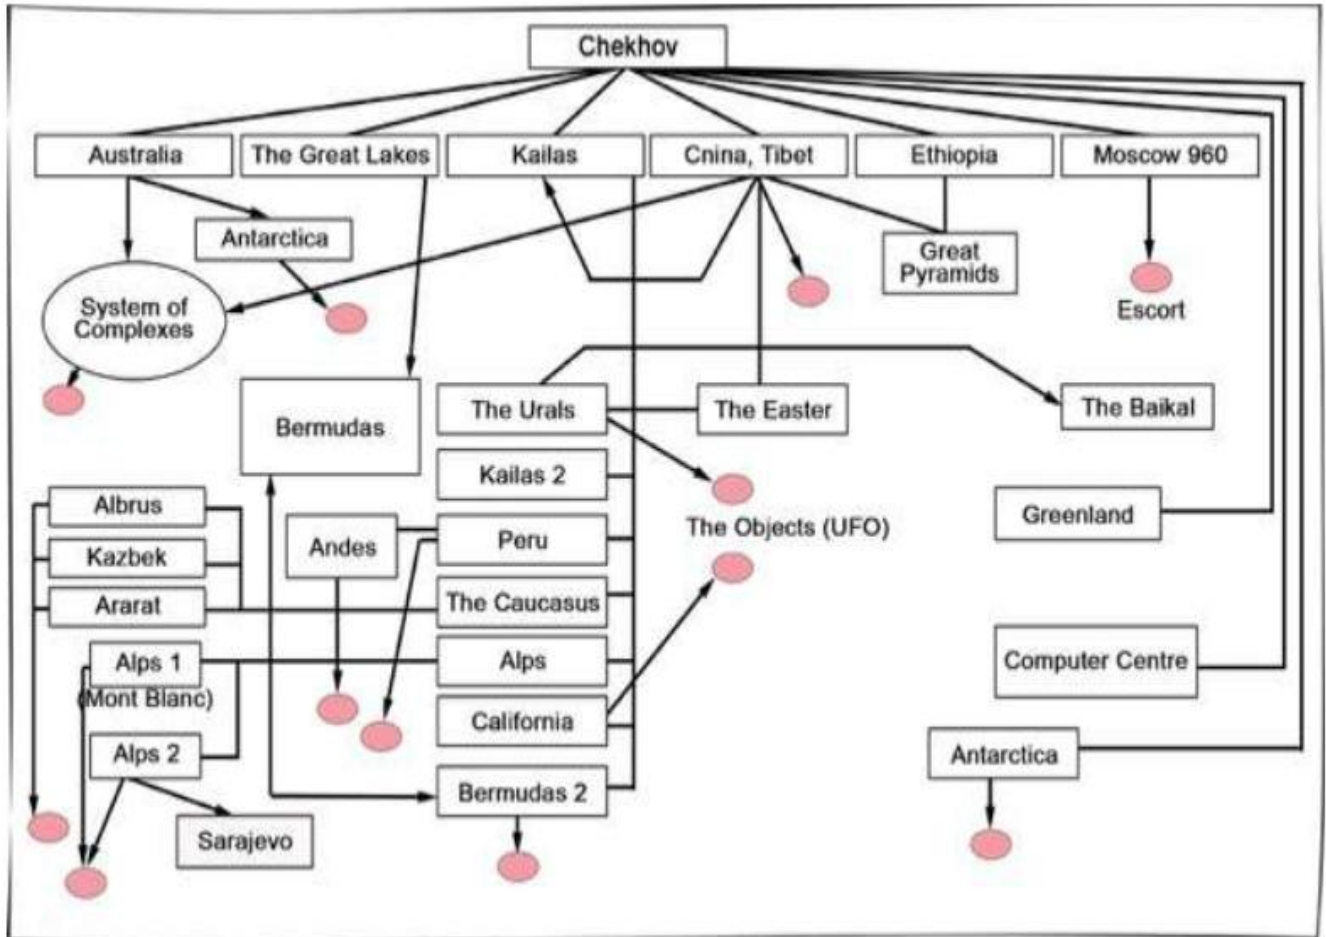 Chekhov
Australia
The Great Lakes
Kailas
Cnina, Tibet
Ethiopia
Moscow 960
Antarctica
Great
Pyramids
System of
Complexes
Escort
Bermudas
The Urals
The Easter
The Baikal
Kailas 2
Albrus
Greenland
Andes
Peru
The Objects (UFO)
Kazbek
Ararat
The Caucasus
Alps 1
(Mont Blanc)
Alps
Computer Centre
California
Alps 2
Antarctica
Bermudas 2
Sarajevo